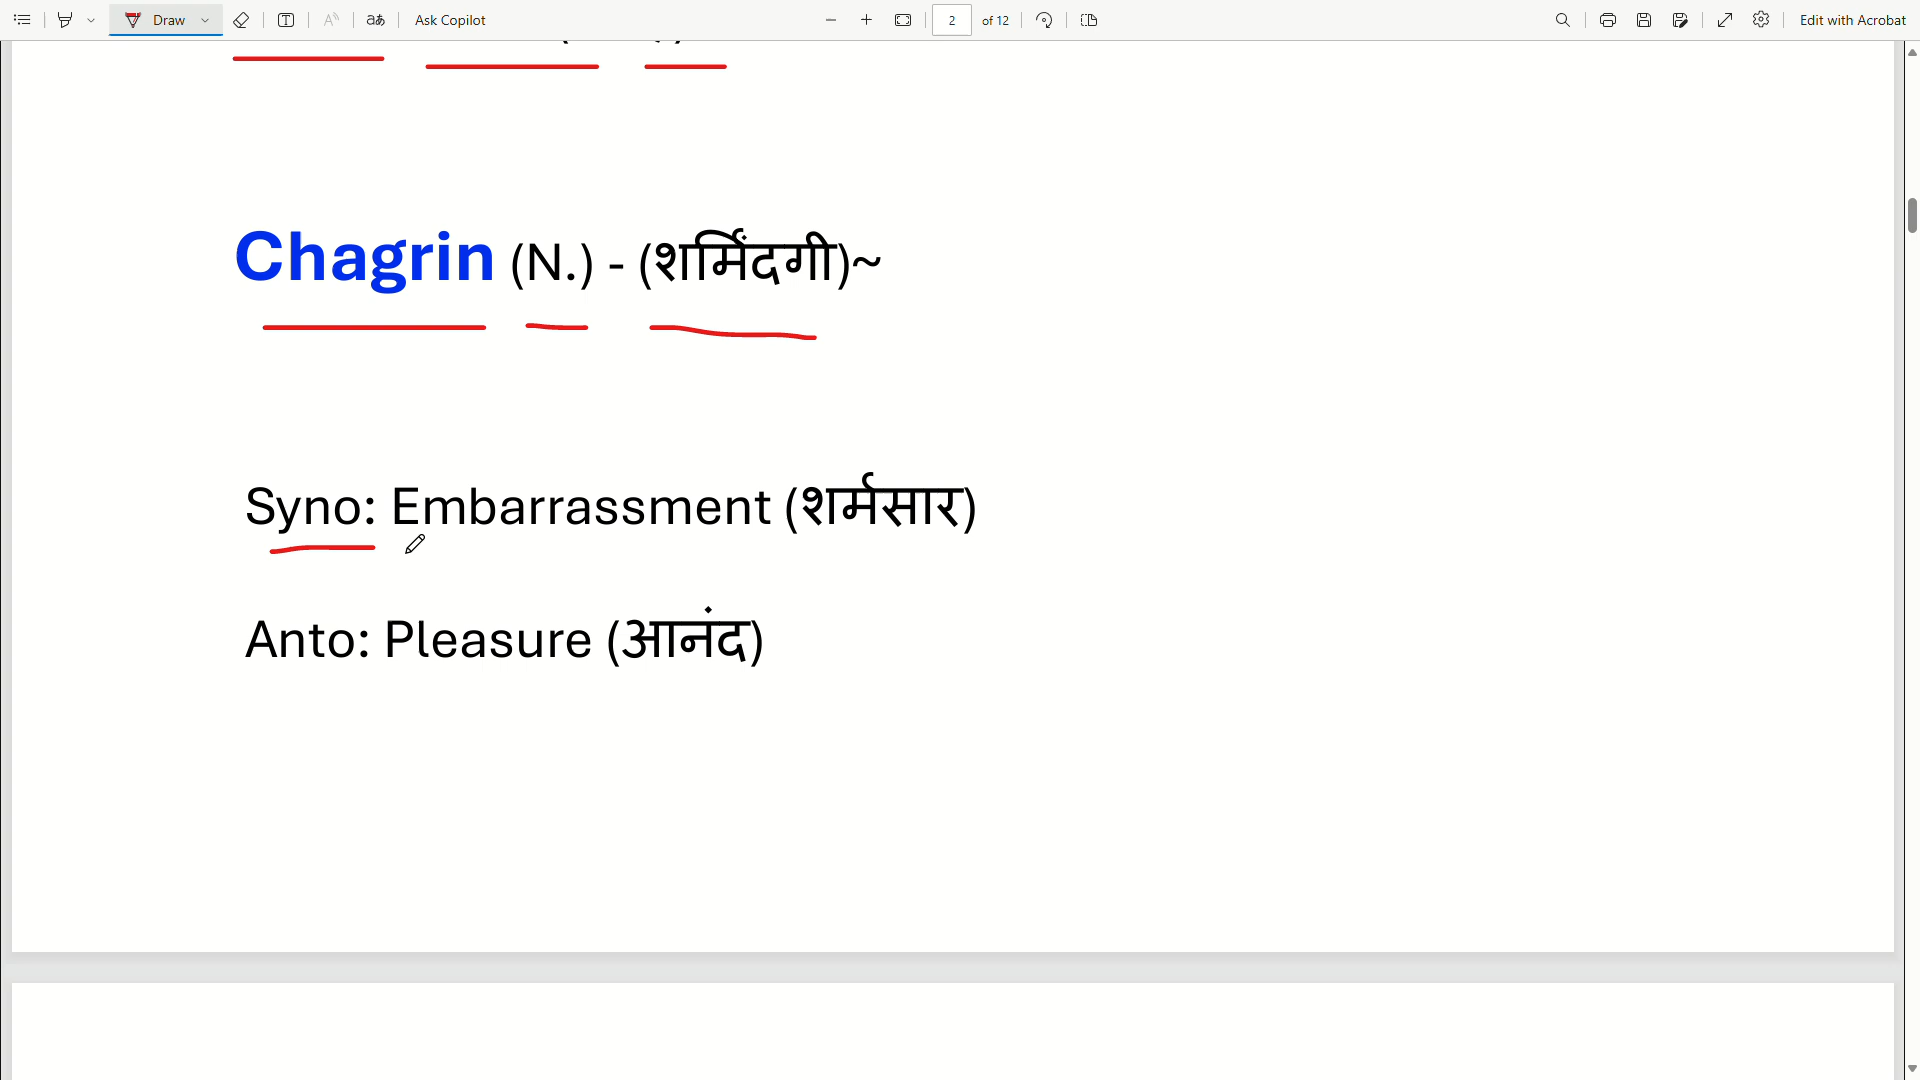 Draw Ask Copilot 2 of 12 Edit with Acrobat
Chagrin (N.) - (शर्मिंदगी)~
Syno: Embarrassment (शर्मसार)
Anto: Pleasure (आनंद)